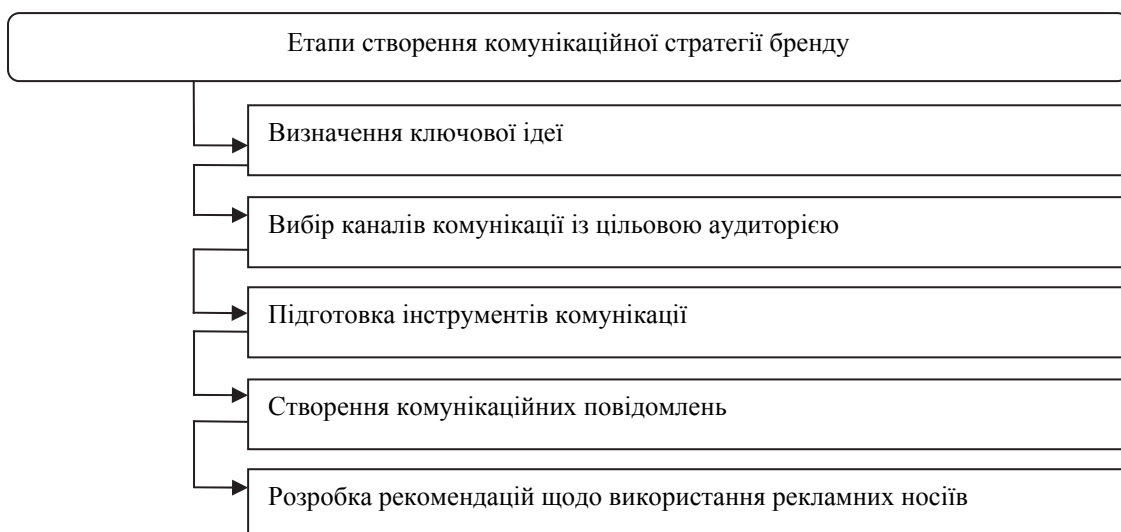 Етапи створення комунікаційної стратегії бренду
Визначення ключової ідеї
Вибір каналів комунікації із цільовою аудиторією
Підготовка інструментів комунікації
Створення комунікаційних повідомлень
Розробка рекомендацій щодо використання рекламних носіїв